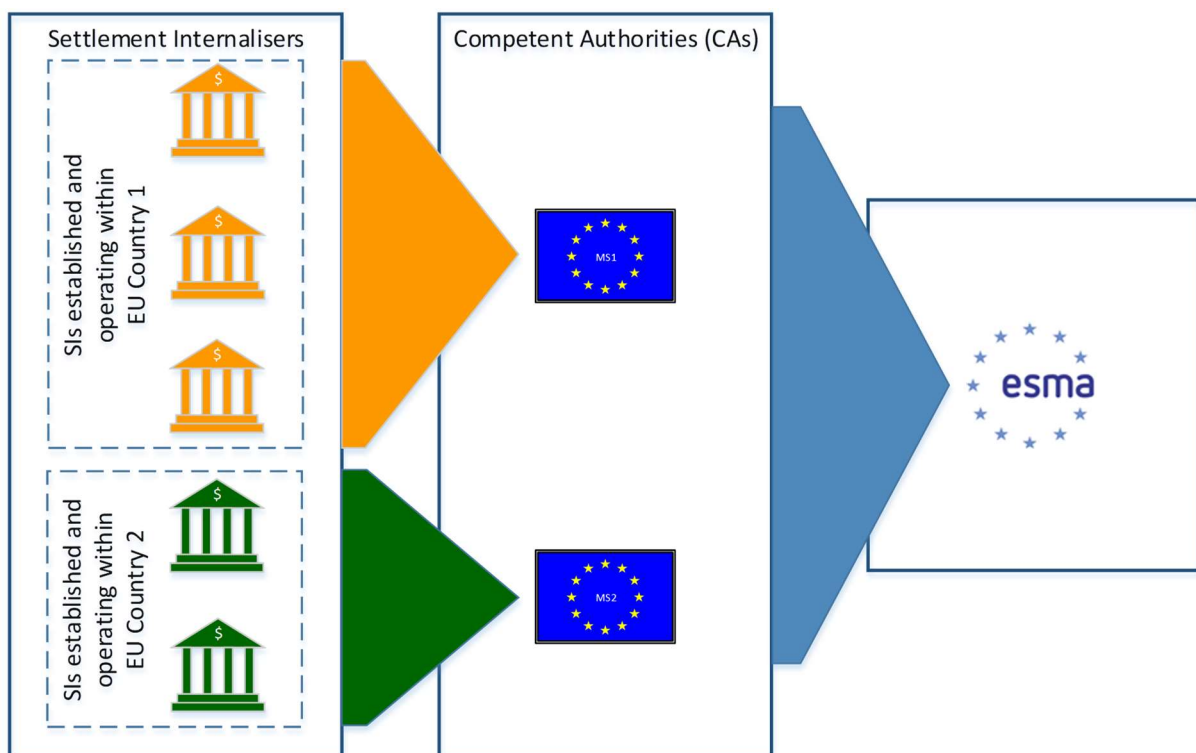 Settlement Internalisers
Competent Authorities (CAs)
SIs established and
operating within
EU Country 1
$
$
$
MS1
esma
SIs established and
operating within
EU Country 2
$
$
MS2